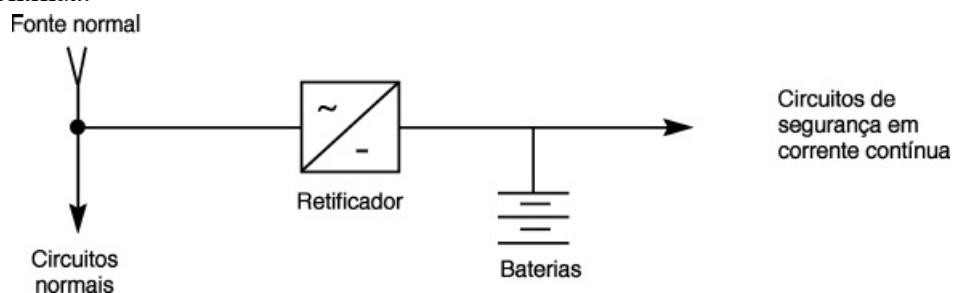 Fonte normal
~
-
Retificador
Circuitos de
segurança em
corrente contínua
Circuitos
normais
Baterias